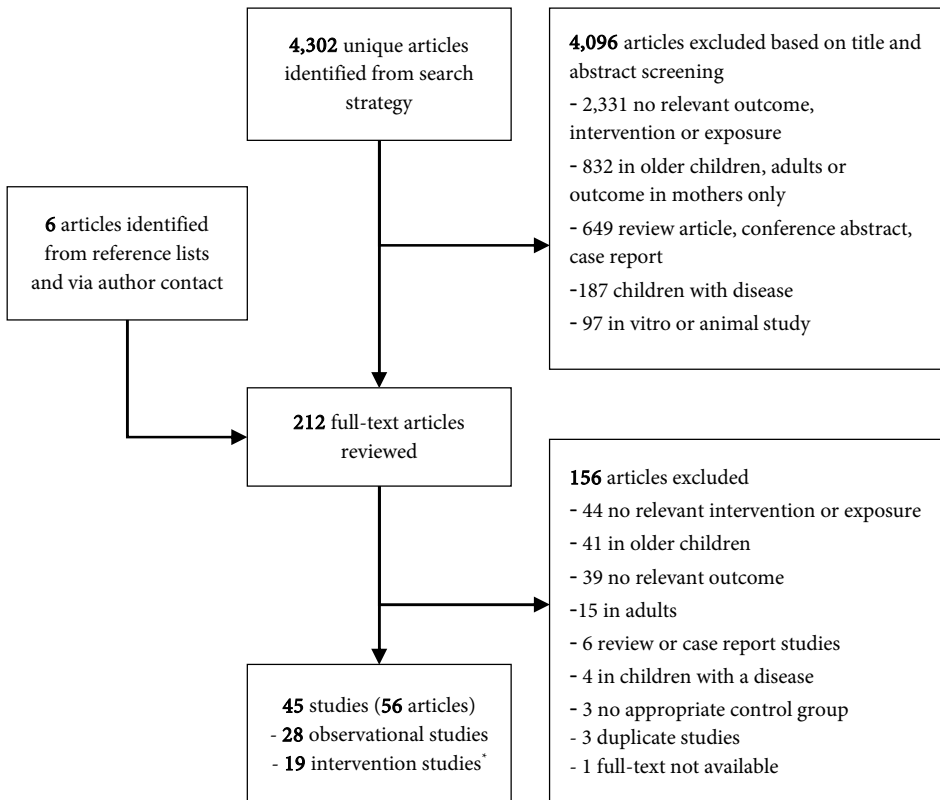 4,302 unique articles
identified from search
strategy
4,096 articles excluded based on title and
abstract screening
- 2,331 no relevant outcome,
intervention or exposure
- 832 in older children, adults or
outcome in mothers only
- 649 review article, conference abstract,
case report
-187 children with disease
- 97 in vitro or animal study
6 articles identified
from reference lists
and via author contact
212 full-text articles
reviewed
156 articles excluded
- 44 no relevant intervention or exposure
- 41 in older children
- 39 no relevant outcome
-15 in adults
- 6 review or case report studies
- 4 in children with a disease
- 3 no appropriate control group
- 3 duplicate studies
- 1 full-text not available
45 studies (56 articles)
- 28 observational studies
- 19 intervention studies*